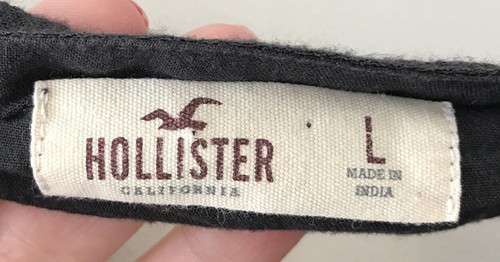 HOLLISTER
CALIFORNIA
L
MADE IN
INDIA